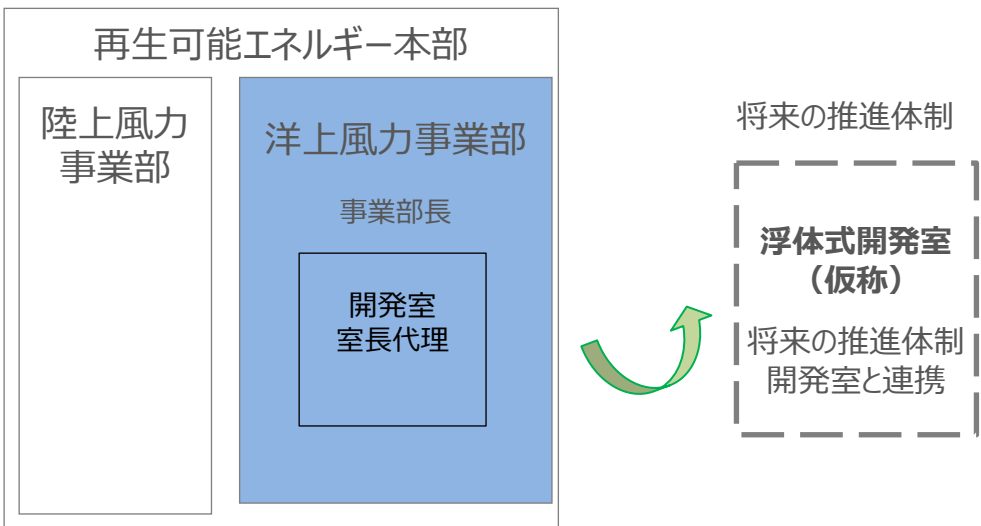 再生可能エネルギー本部
陸上風力
事業部
洋上風力事業部
事業部長
開発室
室長代理
将来の推進体制
浮体式開発室
（仮称）
将来の推進体制
開発室と連携